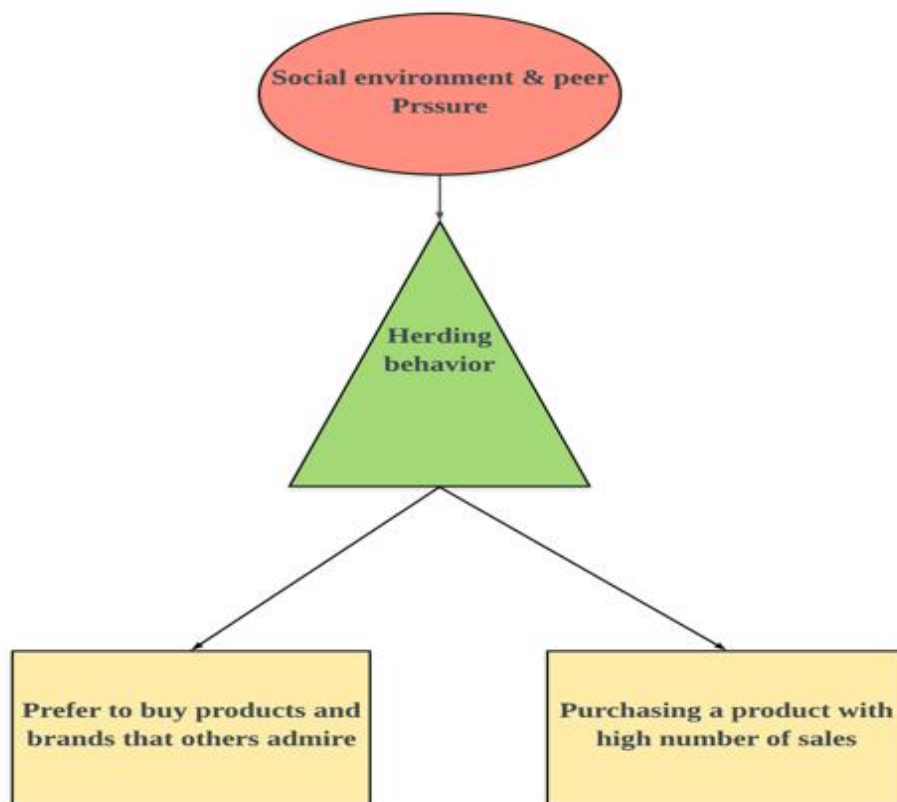 Social environment & peer
Prssure
Herding
behavior
Prefer to buy products and
brands that others admire
Purchasing a product with
high number of sales